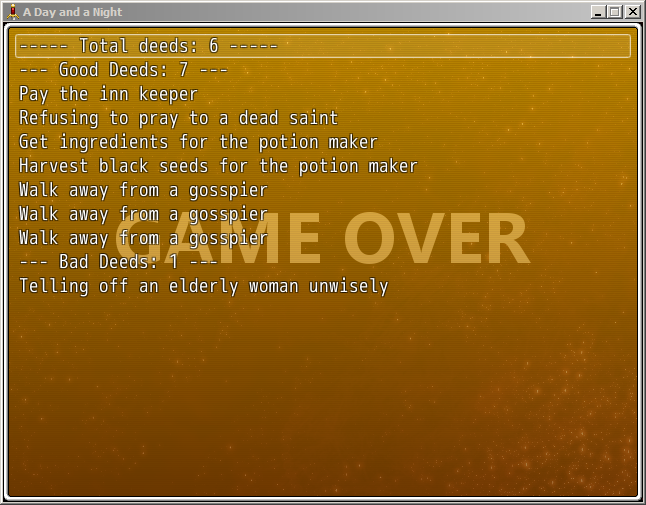 A Day and a Night
----- Total deeds: 6 -----
--- Good Deeds: 7 ---
Pay the inn keeper
Refusing to pray to a dead saint
Get ingredients for the potion maker
Harvest black seeds for the potion maker
Walk away from a gosspier
Walk away from a gosspier
Walk away from a gosspier
GAME OVER
--- Bad Deeds: 1 ---
Telling off an elderly woman unwisely